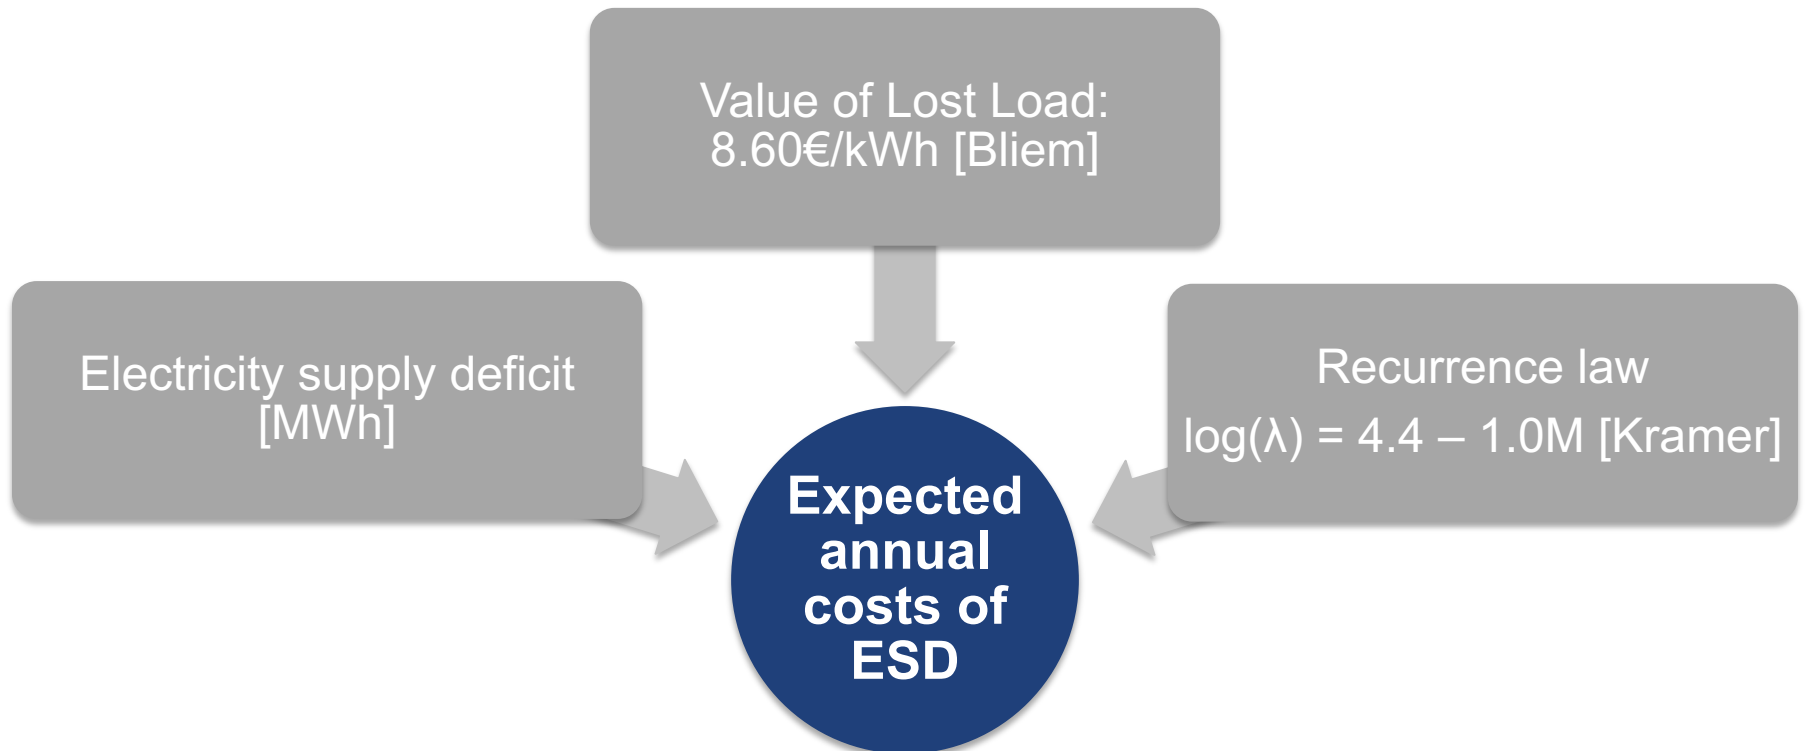 Value of Lost Load:
8.60€/kWh [Bliem]
Electricity supply deficit
[MWh]
Recurrence law
log(λ) = 4.4 – 1.0M [Kramer]
Expected
annual
costs of
ESD